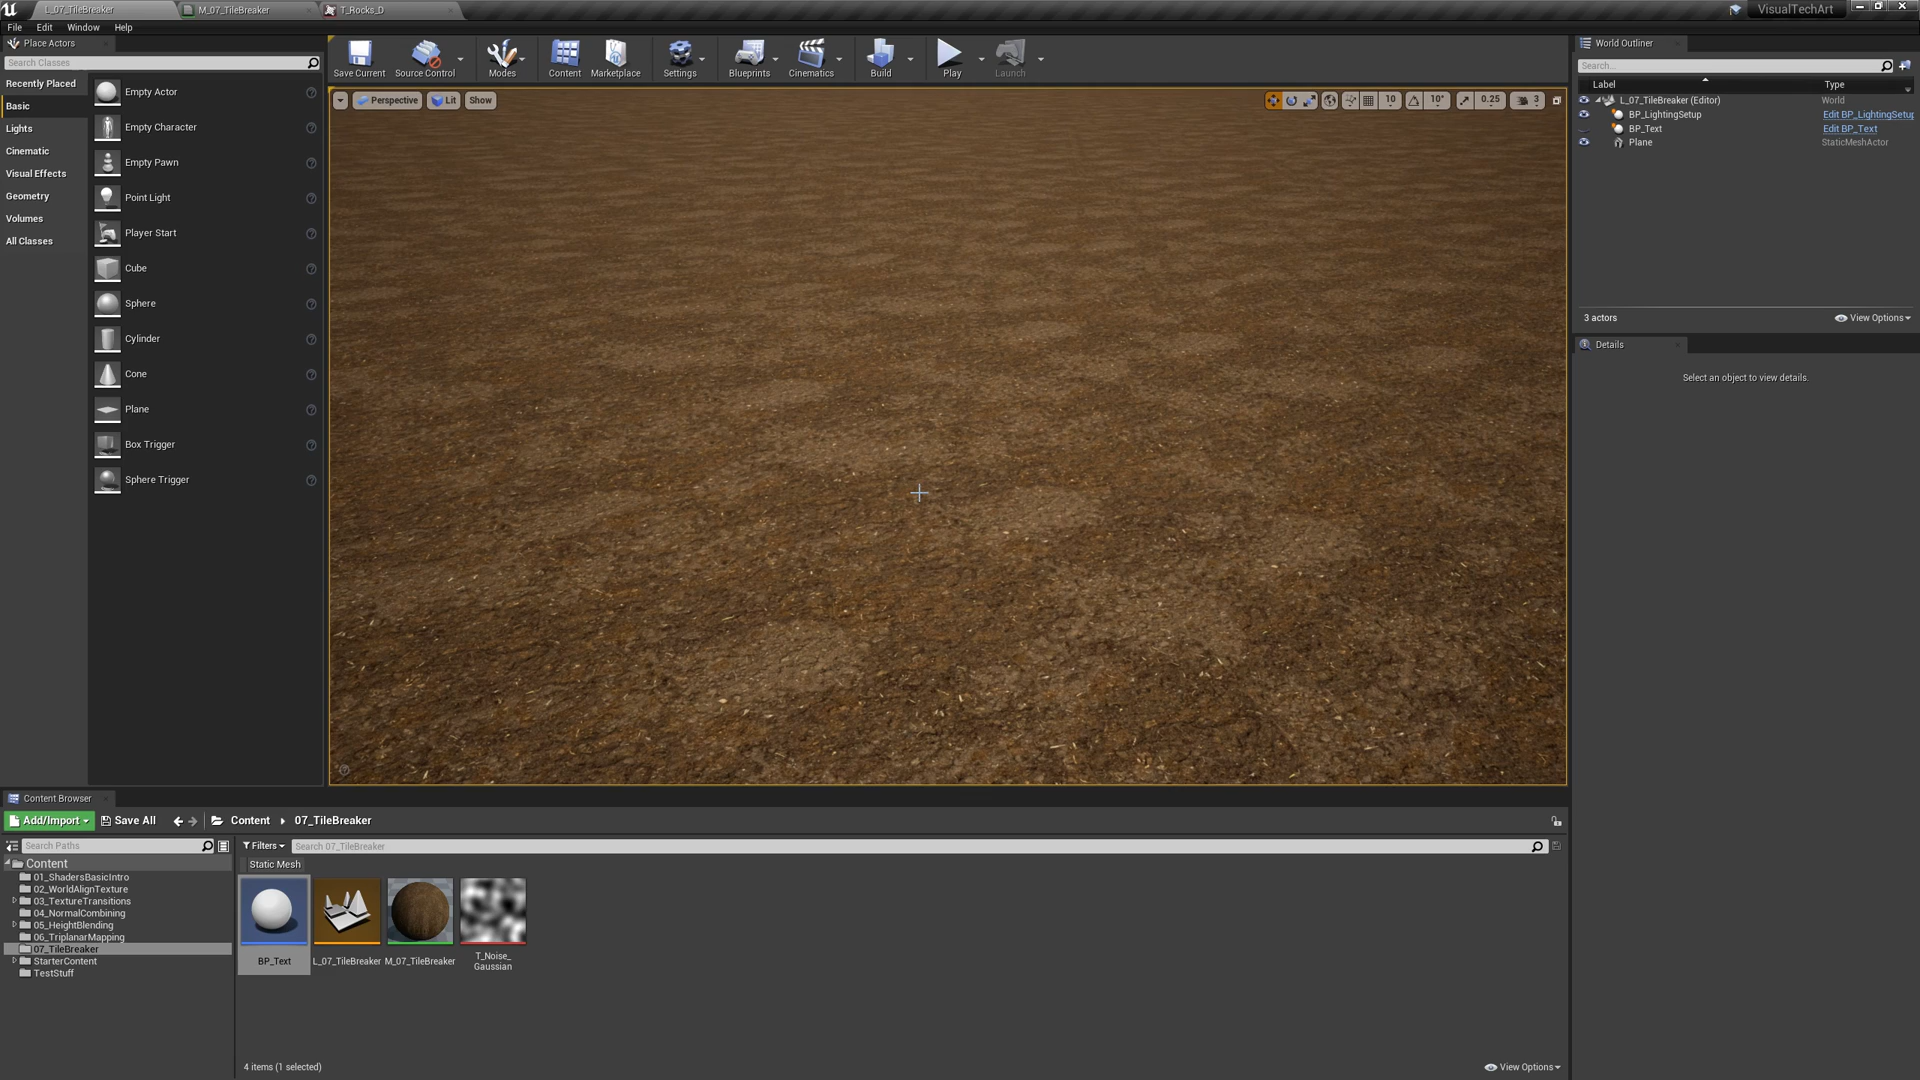 L_07_TileBreaker
M_07_TileBreaker
T_Rocks_D
VisualTechArt
File Edit Window Help
Place Actors
Search Classes
Recently Placed
Basic
Lights
Cinematic
Visual Effects
Geometry
Volumes
All Classes
Empty Actor
Empty Character
Empty Pawn
Point Light
Player Start
Cube
Sphere
Cylinder
Cone
Plane
Box Trigger
Sphere Trigger
Save Current
Source Control
Modes
Content
Marketplace
Settings
Blueprints
Cinematics
Build
Play
Launch
Perspective
Lit
Show
10
10°
0.25
3
World Outliner
Search...
Label Type
L_07_TileBreaker (Editor) World
BP_LightingSetup Edit BP_LightingSetup
BP_Text Edit BP_Text
Plane StaticMeshActor
3 actors
View Options
Details
Select an object to view details.
Content Browser
Add/Import
Save All
Content
07_TileBreaker
Search Paths
Content
01_ShadersBasicIntro
02_WorldAlignTexture
03_TextureTransitions
04_NormalCombining
05_HeightBlending
06_TriplanarMapping
07_TileBreaker
StarterContent
TestStuff
Filters
Search 07_TileBreaker
Static Mesh
BP_Text
L_07_TileBreaker
M_07_TileBreaker
T_Noise_
Gaussian
4 items (1 selected)
View Options